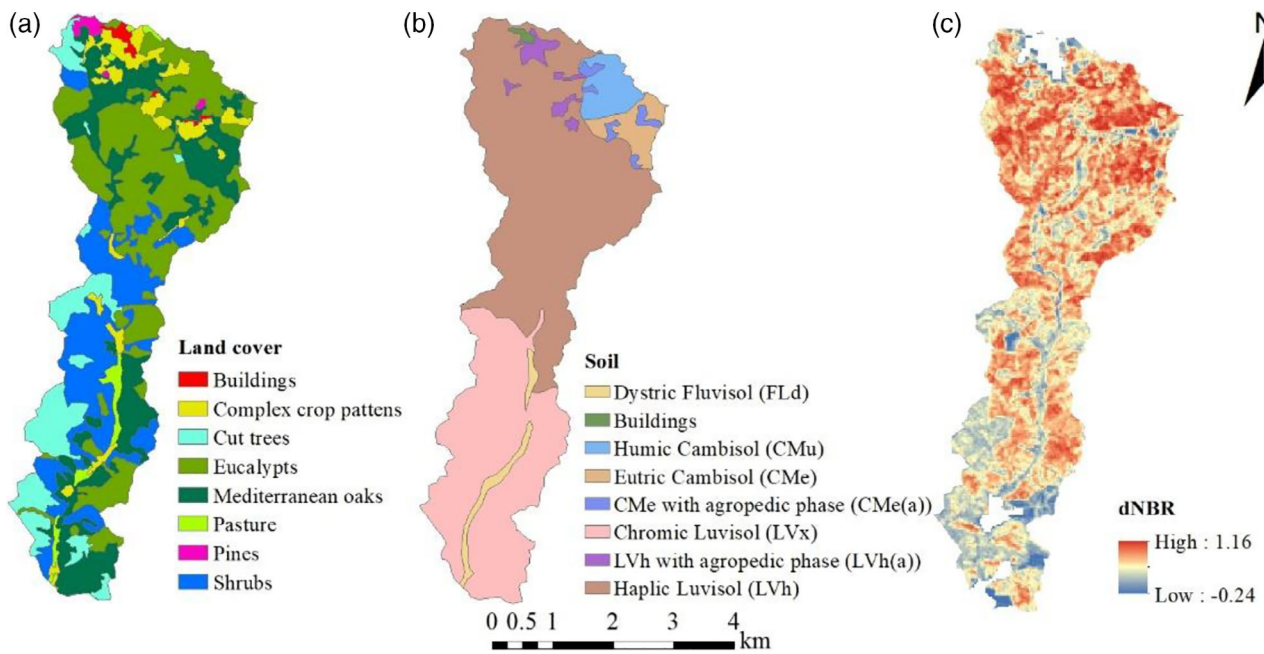 (a)
Land cover
Buildings
Complex crop pattens
Cut trees
Eucalypts
Mediterranean oaks
Pasture
Pines
Shrubs
(b)
Soil
Dystric Fluvisol (FLd)
Buildings
Humic Cambisol (CMu)
Eutric Cambisol (CMe)
CMe with agropedic phase (CMe(a))
Chromic Luvisol (LVx)
LVh with agropedic phase (LVh(a))
Haplic Luvisol (LVh)
0 0.5 1 2 3 4
km
(c)
N
dNBR
High : 1.16
Low : -0.24